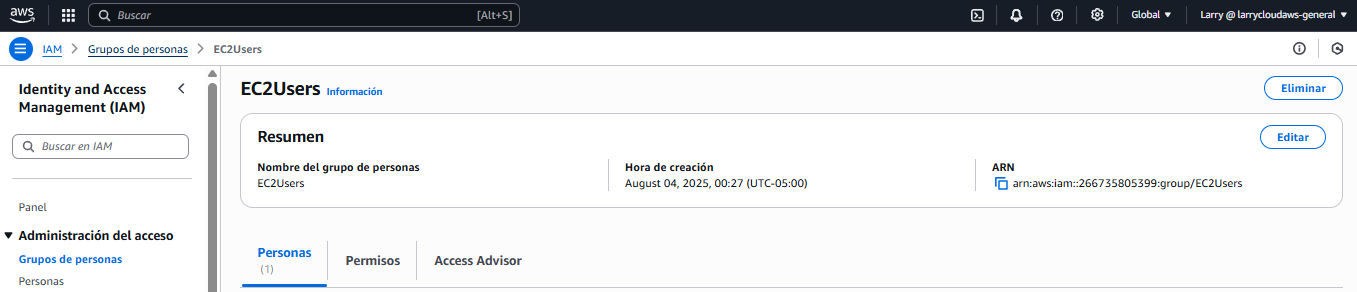 aws
Buscar [Alt+S] Global Larry @ larrycloudaws-general
IAM Grupos de personas EC2Users
Identity and Access
Management (IAM)
Buscar en IAM
Panel
Administración del acceso
Grupos de personas
Personas
EC2Users Información Eliminar
Resumen Editar
Nombre del grupo de personas
EC2Users
Hora de creación
August 04, 2025, 00:27 (UTC-05:00)
ARN
arn:aws:iam::266735805399:group/EC2Users
Personas
(1)
Permisos
Access Advisor